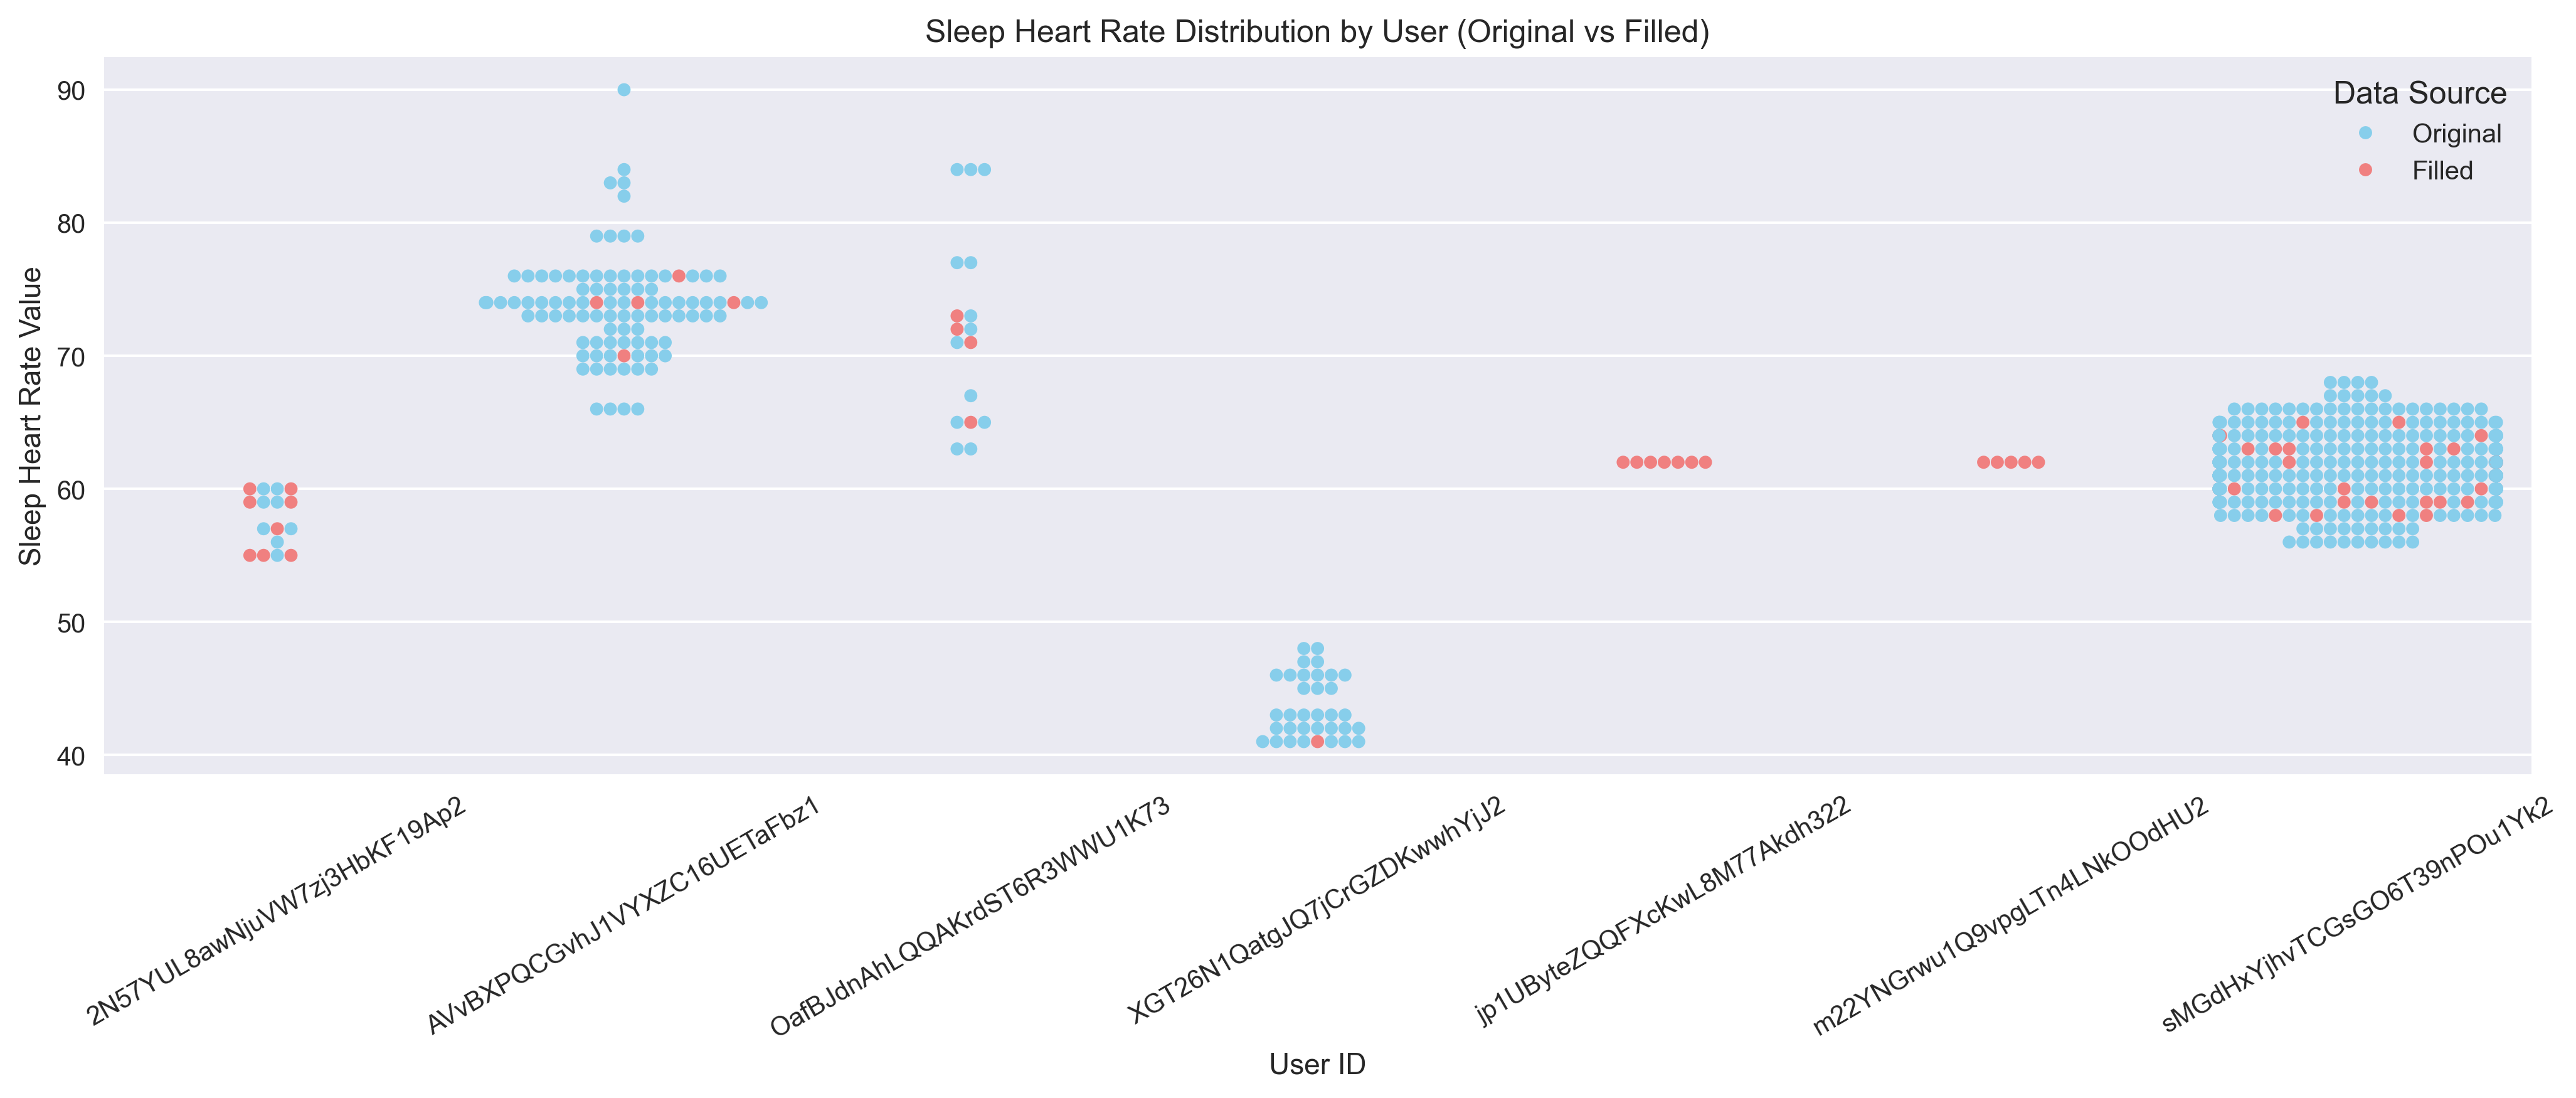 Sleep Heart Rate Distribution by User (Original vs Filled)
Sleep Heart Rate Value
90
80
70
60
50
40
Data Source
Original
Filled
2N57YUL8awNjuVW7zj3HbKF19Ap2
AVvBXPQCGvhJ1VYXZC16UETaFbz1
OafBJdnAhLQQAKrdST6R3WWU1K73
XGT26N1QatgJQ7jCrGZDKwwhYjJ2
jp1UByteZQQFXcKwL8M77Akdh322
m22YNGrwu1Q9vpgLTn4LNkOOdHU2
sMGdHxYjhvTCGsGO6T39nPOu1Yk2
User ID